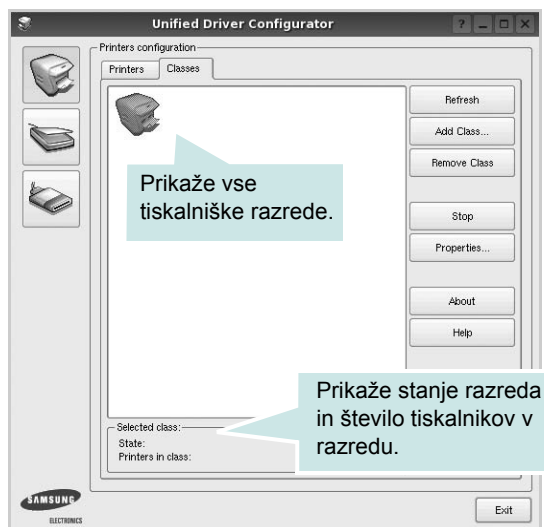 Unified Driver Configurator
Printers configuration
Printers
Classes
Refresh
Add Class...
Remove Class
Prikaže vse
tiskalniške razrede.
Stop
Properties...
About
Help
Prikaže stanje razreda
in število tiskalnikov v
razredu.
Selected class:
State:
Printers in class:
SAMSUNG
ELECTRONICS
Exit